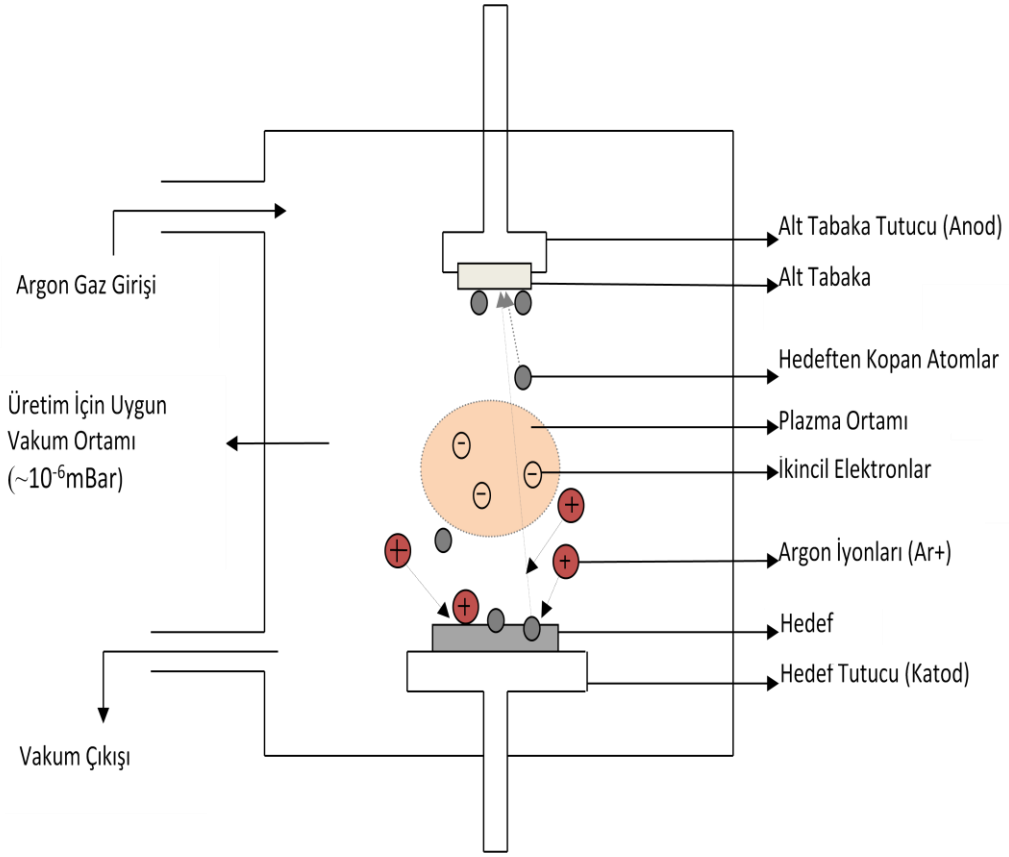 Argon Gaz Girişi
Üretim İçin Uygun
Vakum Ortamı
(~10⁻⁶mBar)
Vakum Çıkışı
Alt Tabaka Tutucu (Anod)
Alt Tabaka
Hedeften Kopan Atomlar
Plazma Ortamı
İkincil Elektronlar
Argon İyonları (Ar+)
Hedef
Hedef Tutucu (Katod)
−
−
−
+
+
+
+